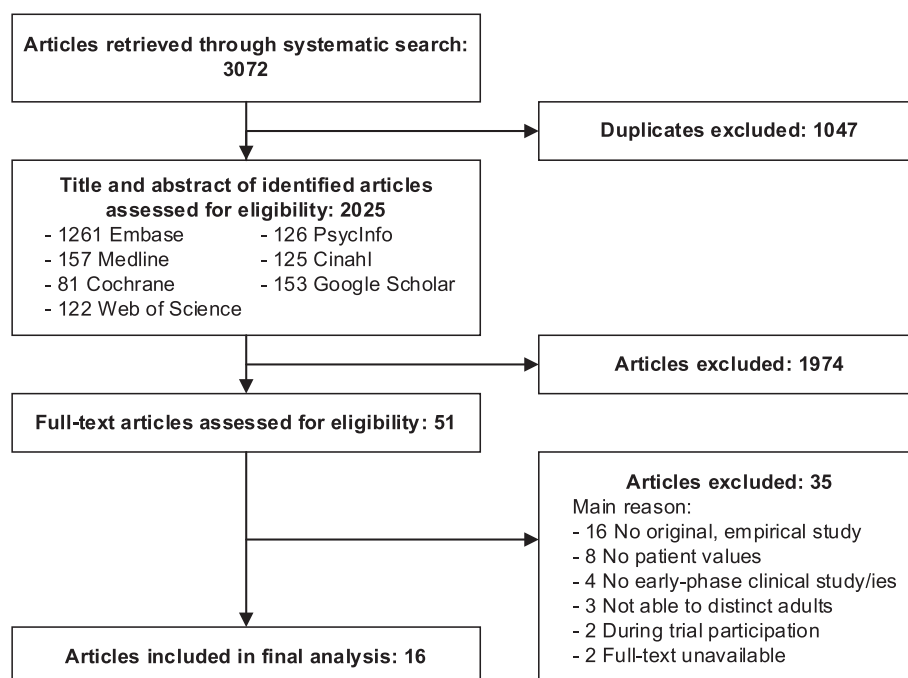 Articles retrieved through systematic search:
3072
Duplicates excluded: 1047
Title and abstract of identified articles
assessed for eligibility: 2025
- 1261 Embase
- 157 Medline
- 81 Cochrane
- 122 Web of Science
- 126 PsycInfo
- 125 Cinahl
- 153 Google Scholar
Articles excluded: 1974
Full-text articles assessed for eligibility: 51
Articles excluded: 35
Main reason:
- 16 No original, empirical study
- 8 No patient values
- 4 No early-phase clinical study/ies
- 3 Not able to distinct adults
- 2 During trial participation
- 2 Full-text unavailable
Articles included in final analysis: 16